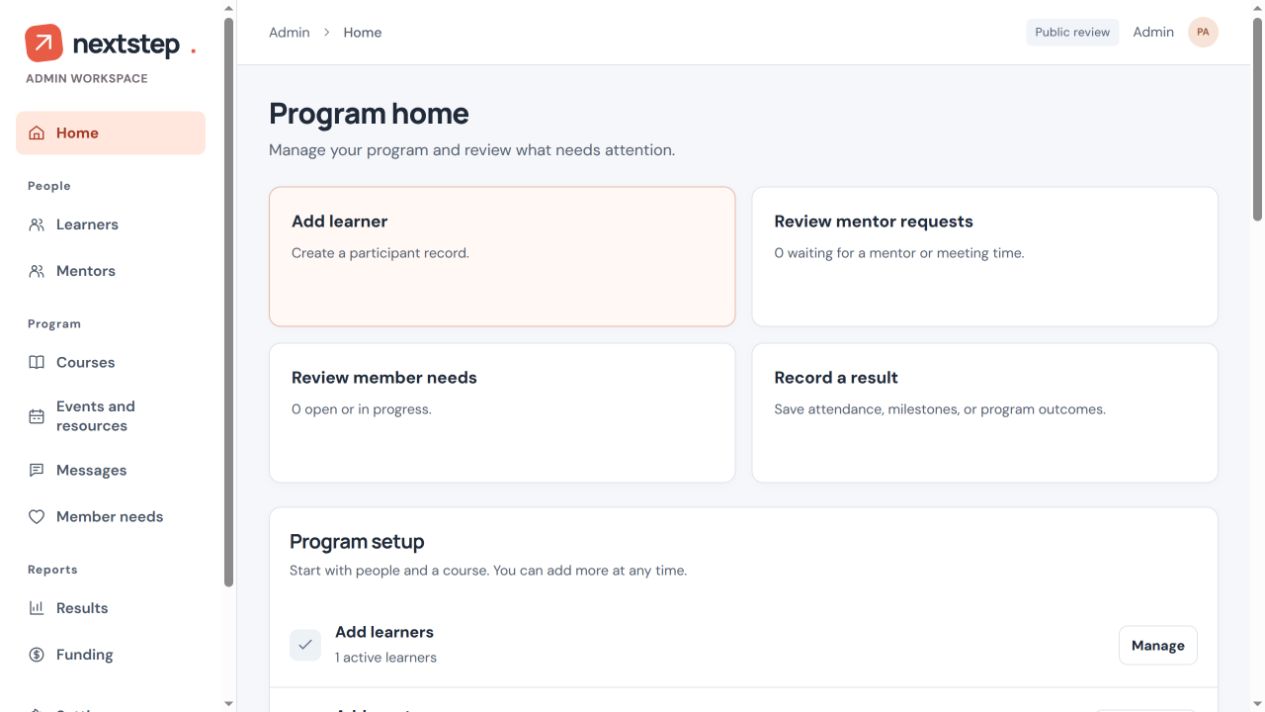 nextstep .
ADMIN WORKSPACE
Home
People
Learners
Mentors
Program
Courses
Events and
resources
Messages
Member needs
Reports
Results
Funding
Admin > Home
Public review
Admin
PA
Program home
Manage your program and review what needs attention.
Add learner
Create a participant record.
Review mentor requests
0 waiting for a mentor or meeting time.
Review member needs
0 open or in progress.
Record a result
Save attendance, milestones, or program outcomes.
Program setup
Start with people and a course. You can add more at any time.
Add learners
1 active learners
Manage